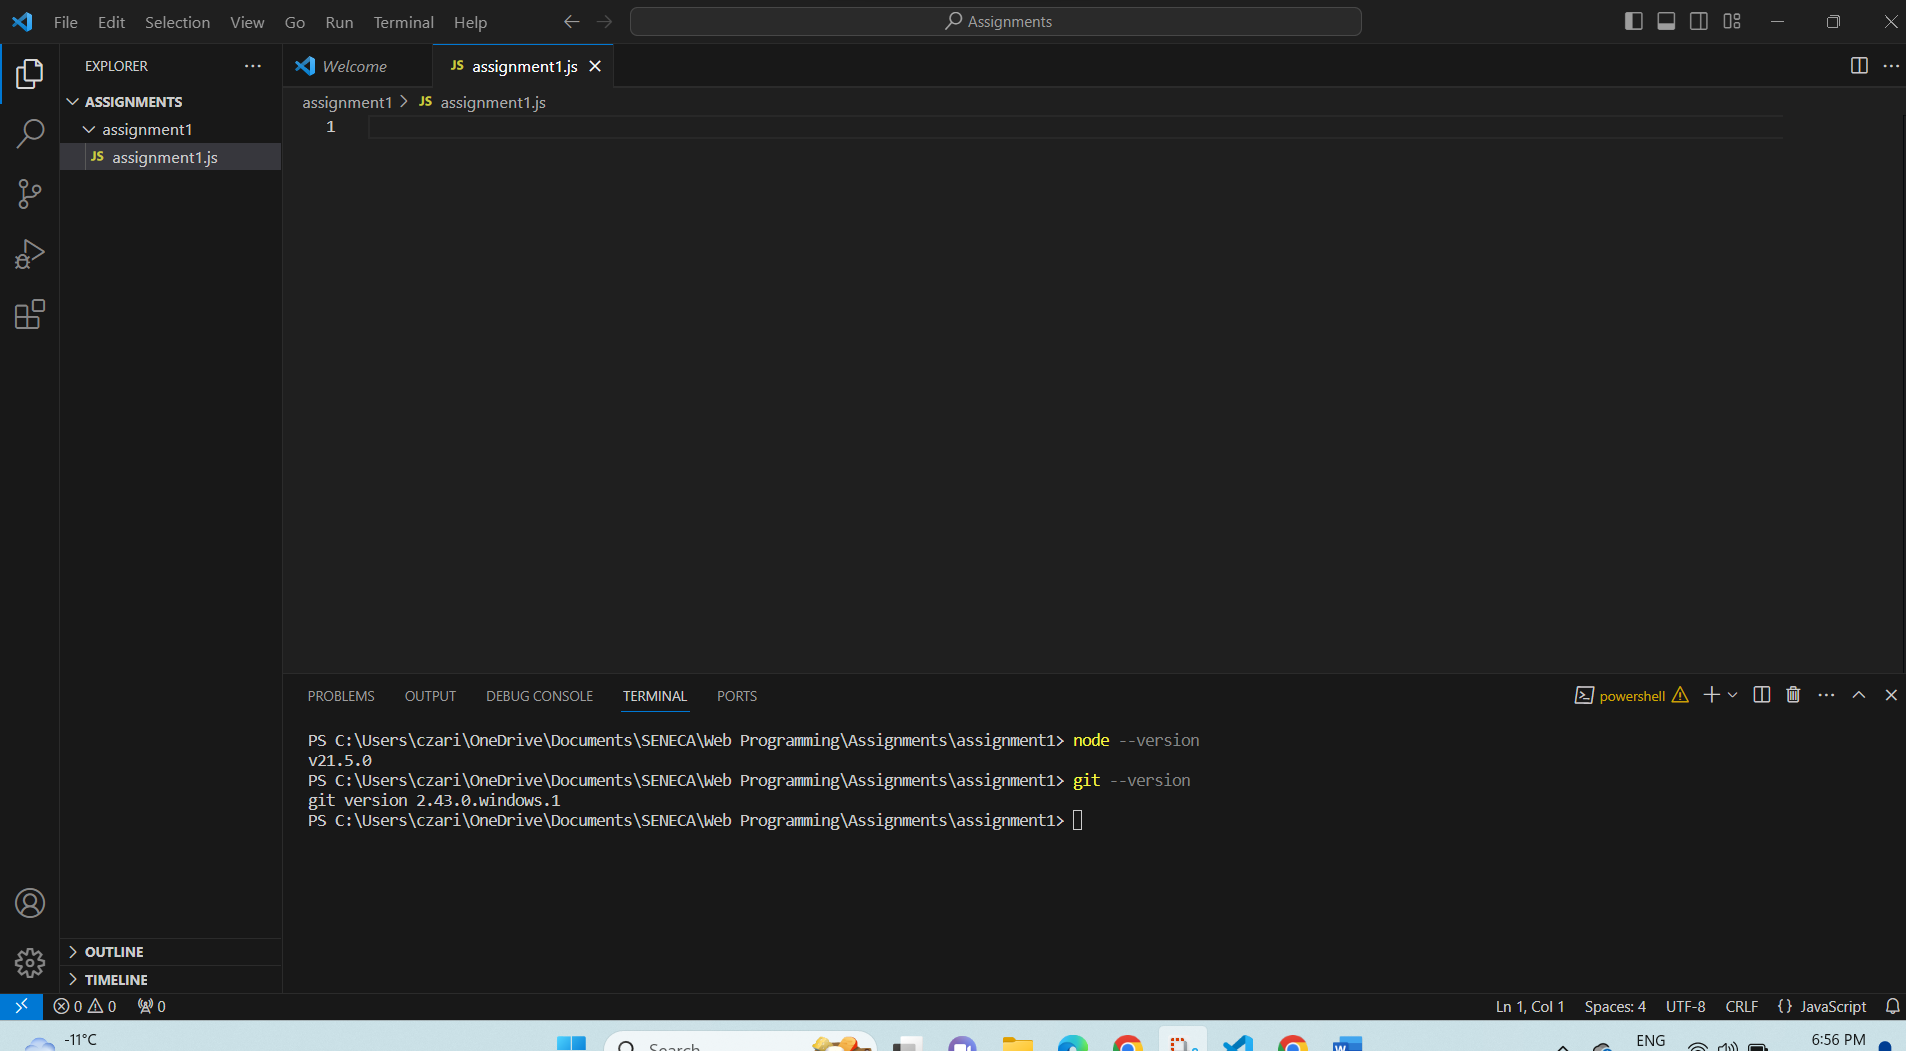 File Edit Selection View Go Run Terminal Help
Assignments
EXPLORER
ASSIGNMENTS
assignment1
JS assignment1.js
Welcome
JS assignment1.js
assignment1 > JS assignment1.js
1
PROBLEMS OUTPUT DEBUG CONSOLE TERMINAL PORTS
powershell
PS C:\Users\czari\OneDrive\Documents\SENECA\Web Programming\Assignments\assignment1> node --version
v21.5.0
PS C:\Users\czari\OneDrive\Documents\SENECA\Web Programming\Assignments\assignment1> git --version
git version 2.43.0.windows.1
PS C:\Users\czari\OneDrive\Documents\SENECA\Web Programming\Assignments\assignment1>
OUTLINE
TIMELINE
0 0 0
Ln 1, Col 1 Spaces: 4 UTF-8 CRLF {} JavaScript
-11°C
Search
ENG
6:56 PM